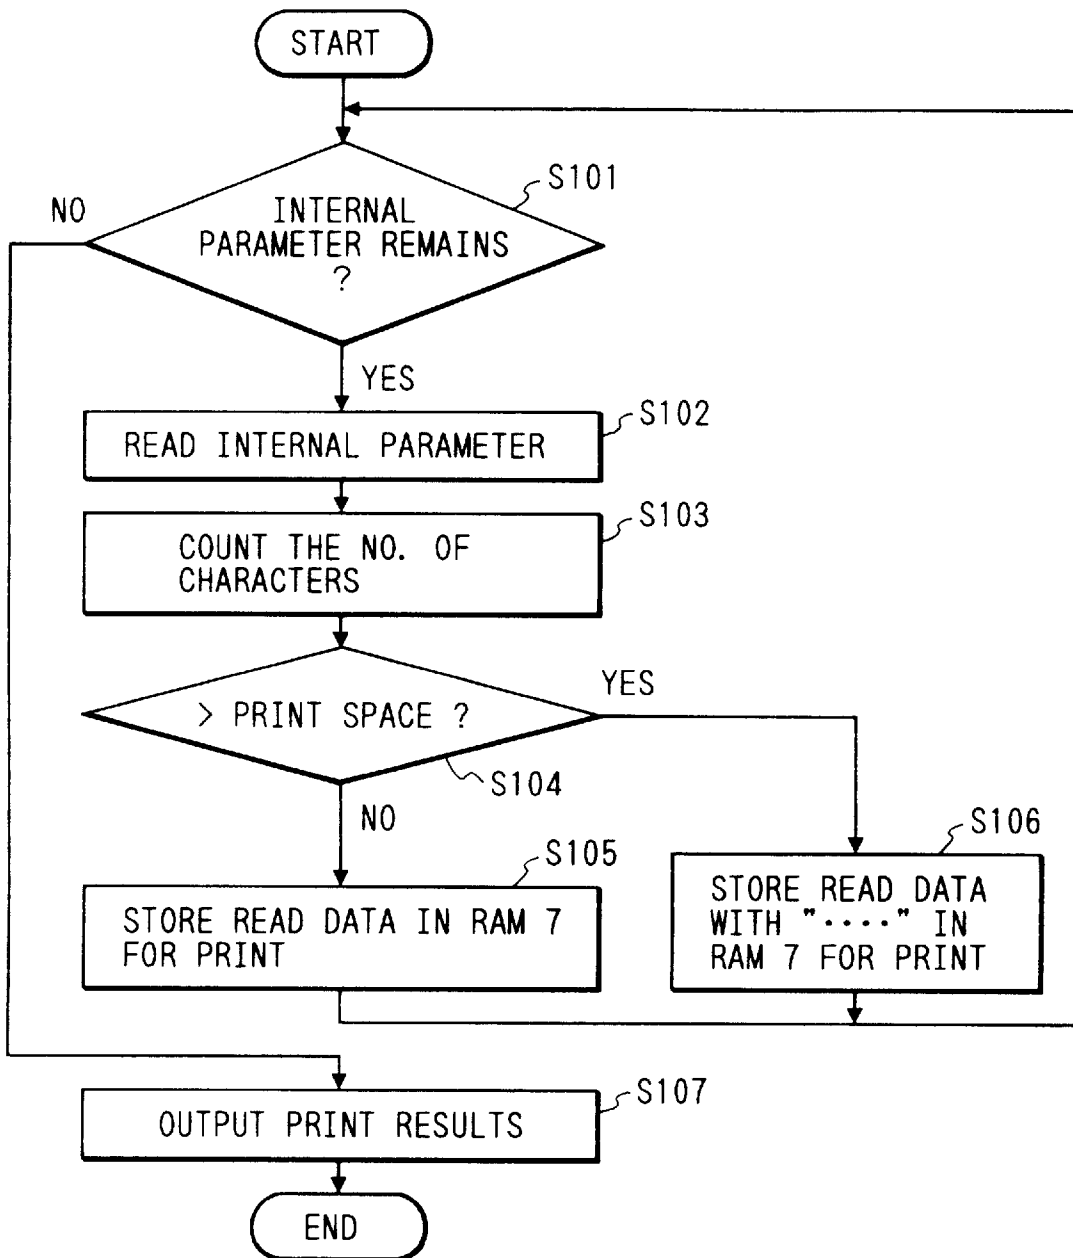 START
S101
NO
INTERNAL
PARAMETER REMAINS
?
YES
S102
READ INTERNAL PARAMETER
S103
COUNT THE NO. OF
CHARACTERS
YES
> PRINT SPACE ?
S104
NO
S105
STORE READ DATA IN RAM 7
FOR PRINT
S106
STORE READ DATA
WITH "····" IN
RAM 7 FOR PRINT
S107
OUTPUT PRINT RESULTS
END